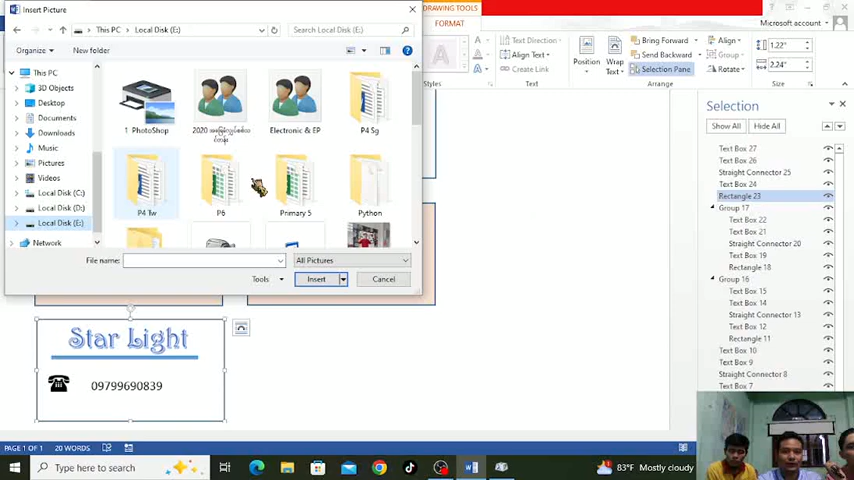 Insert Picture
This PC
Local Disk (E:)
Search Local Disk (E:)
Organize
New folder
This PC
3D Objects
Desktop
Documents
Downloads
Music
Pictures
Videos
Local Disk (C:)
Local Disk (D:)
Local Disk (E:)
Network
1 PhotoShop
Electronic & EP
P4 Sg
P4 Tw
P6
Primary 5
Python
File name:
All Pictures
Tools
Insert
Cancel
DRAWING TOOLS
FORMAT
Microsoft account
Text Direction
Align Text
Create Link
Styles
Position
Wrap
Text
Bring Forward
Send Backward
Selection Pane
Align
Group
Rotate
Arrange
1.22"
2.24"
Size
Selection
Show All
Hide All
Text Box 27
Text Box 26
Straight Connector 25
Text Box 24
Rectangle 23
Group 17
Text Box 22
Text Box 21
Straight Connector 20
Text Box 19
Rectangle 18
Group 16
Text Box 15
Text Box 14
Straight Connector 13
Text Box 12
Rectangle 11
Text Box 10
Text Box 9
Straight Connector 8
Text Box 7
Star Light
09799690839
PAGE 1 OF 1
20 WORDS
Type here to search
83°F Mostly cloudy